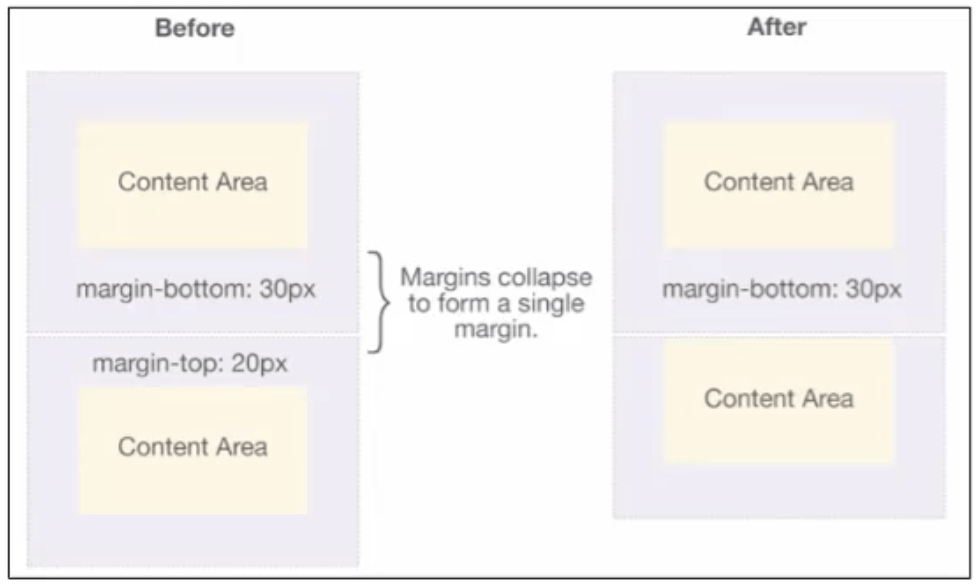 Before
After
Content Area
Content Area
margin-bottom: 30px
Margins collapse
to form a single
margin.
margin-bottom: 30px
margin-top: 20px
Content Area
Content Area